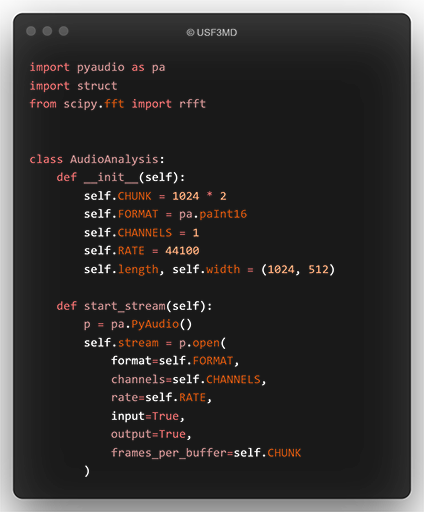 © USF3MD
import pyaudio as pa
import struct
from scipy.fft import rfft
class AudioAnalysis:
    def __init__(self):
        self.CHUNK = 1024 * 2
        self.FORMAT = pa.paInt16
        self.CHANNELS = 1
        self.RATE = 44100
        self.length, self.width = (1024, 512)
    def start_stream(self):
        p = pa.PyAudio()
        self.stream = p.open(
            format=self.FORMAT,
            channels=self.CHANNELS,
            rate=self.RATE,
            input=True,
            output=True,
            frames_per_buffer=self.CHUNK
        )